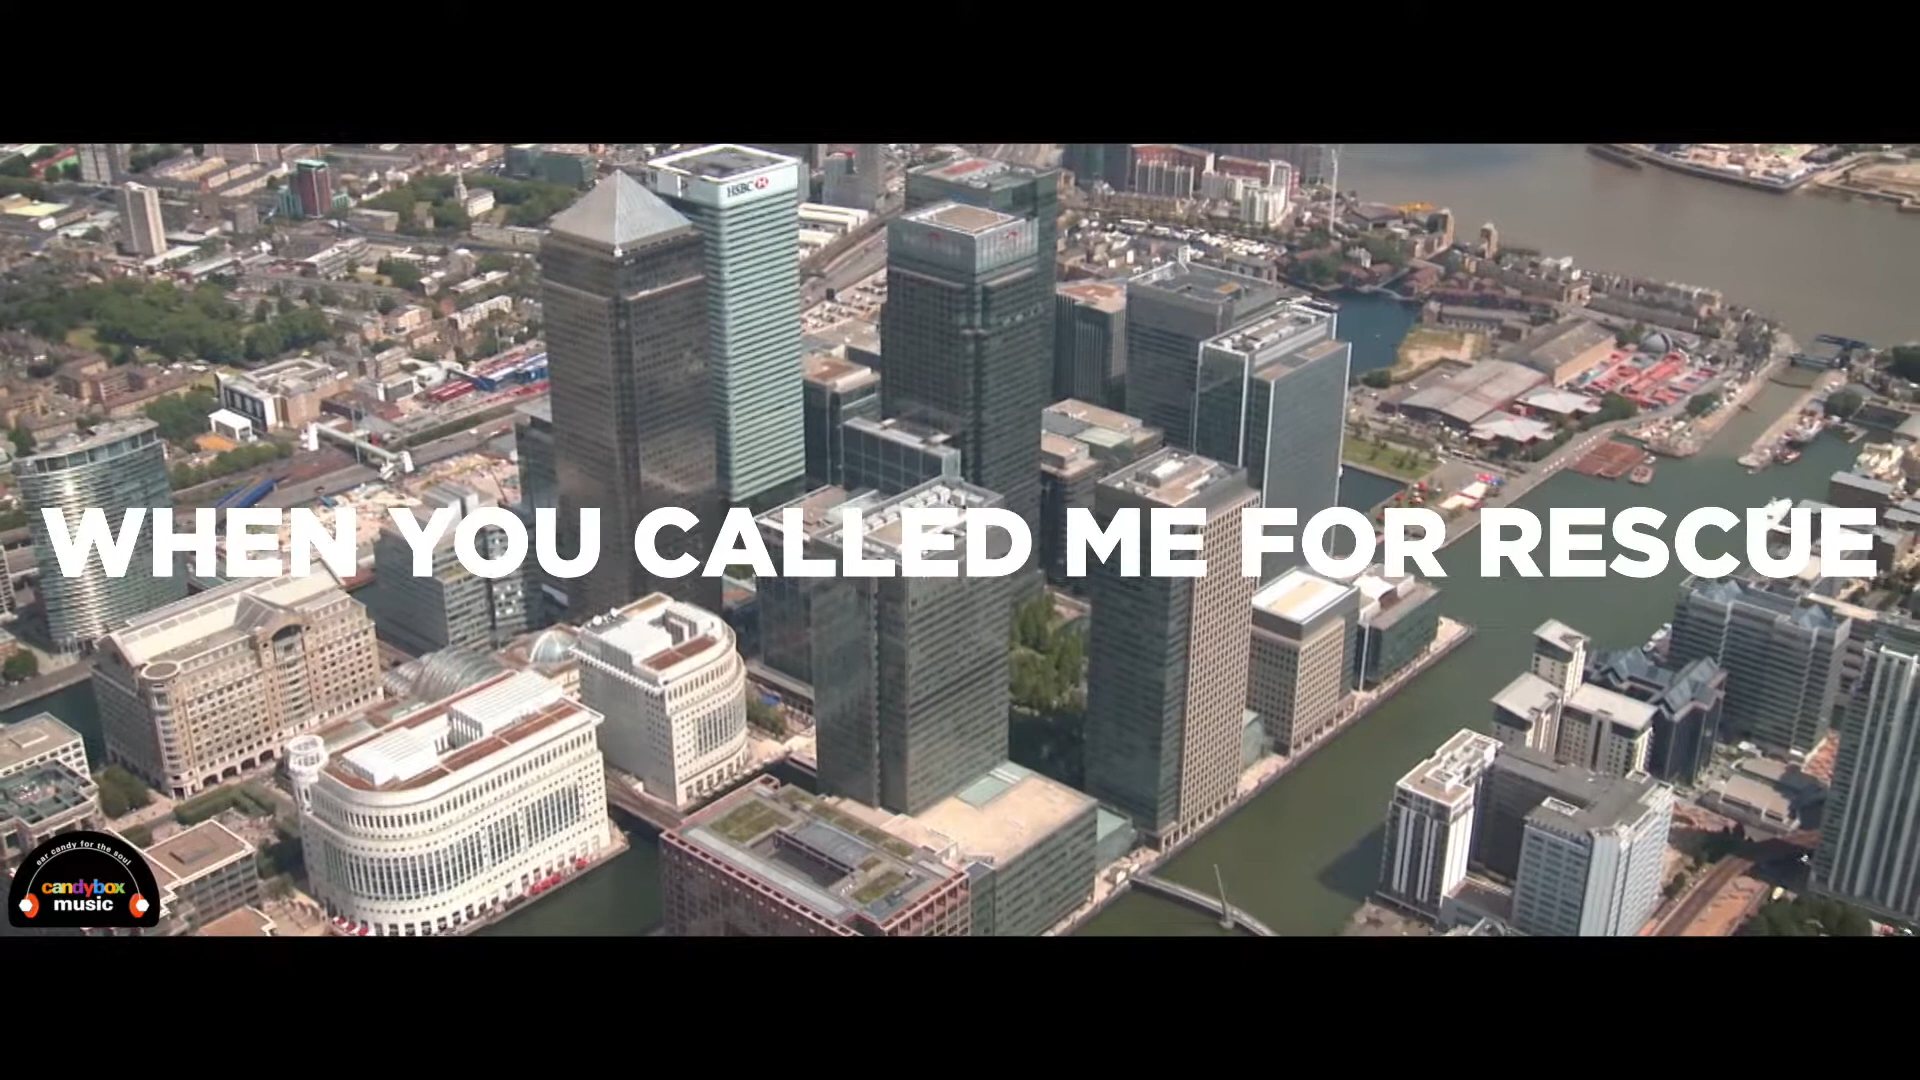 HSBC
WHEN YOU CALLED ME FOR RESCUE
ear candy for the soul
candybox
music